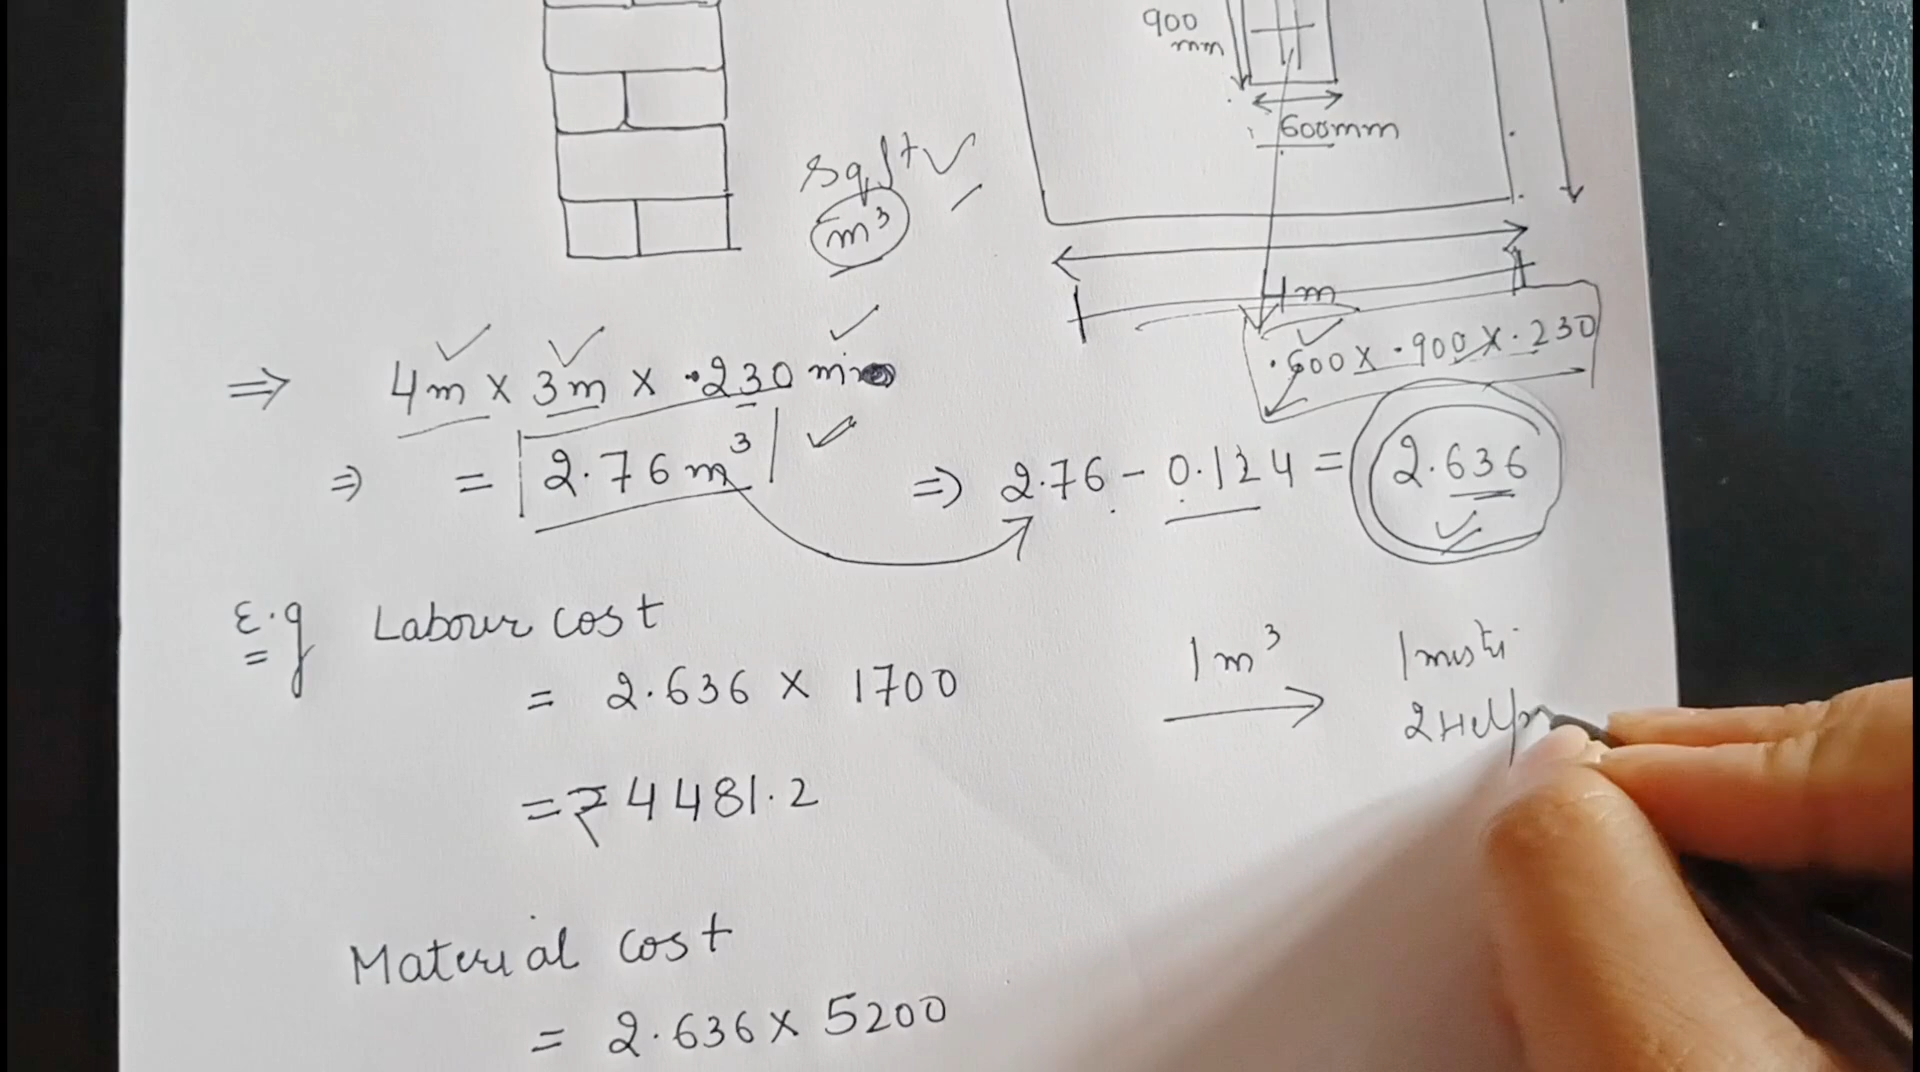 900
mm
600mm
sqft
m³
4m
.600 x .900 x .230
⇒ 4m x 3m x .230 m
⇒ = 2.76 m³
⇒ 2.76 - 0.124 = 2.636
E.g Labour cost
= 2.636 x 1700
= ₹ 4481.2
1m³
1 mistri
2 Help
Material cost
= 2.636 x 5200